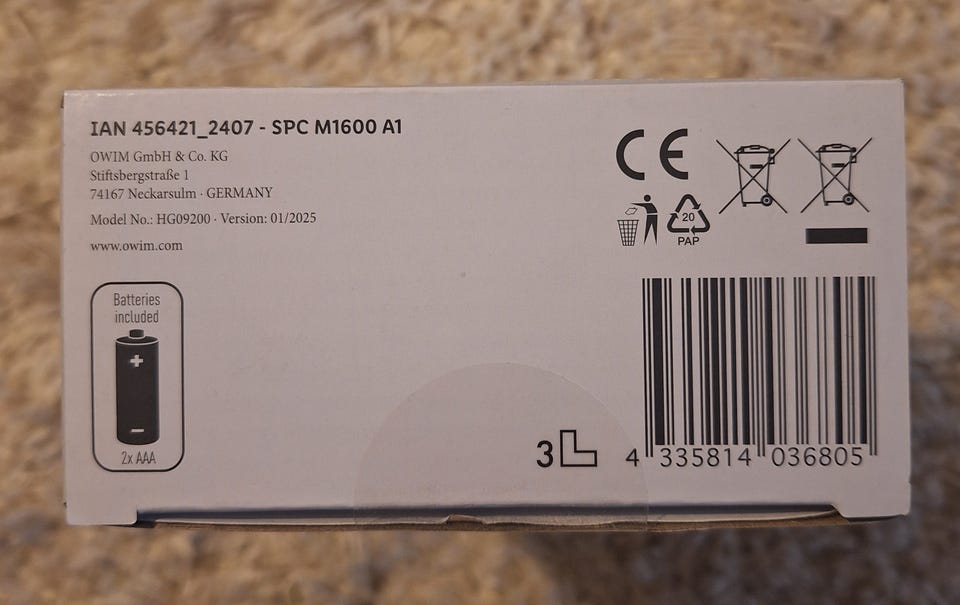 IAN 456421_2407 - SPC M1600 A1
OWIM GmbH & Co. KG
Stiftsbergstraße 1
74167 Neckarsulm · GERMANY
Model No.: HG09200 · Version: 01/2025
www.owim.com
CE
20
PAP
Batteries
included
+
–
2x AAA
3
4 335814 036805